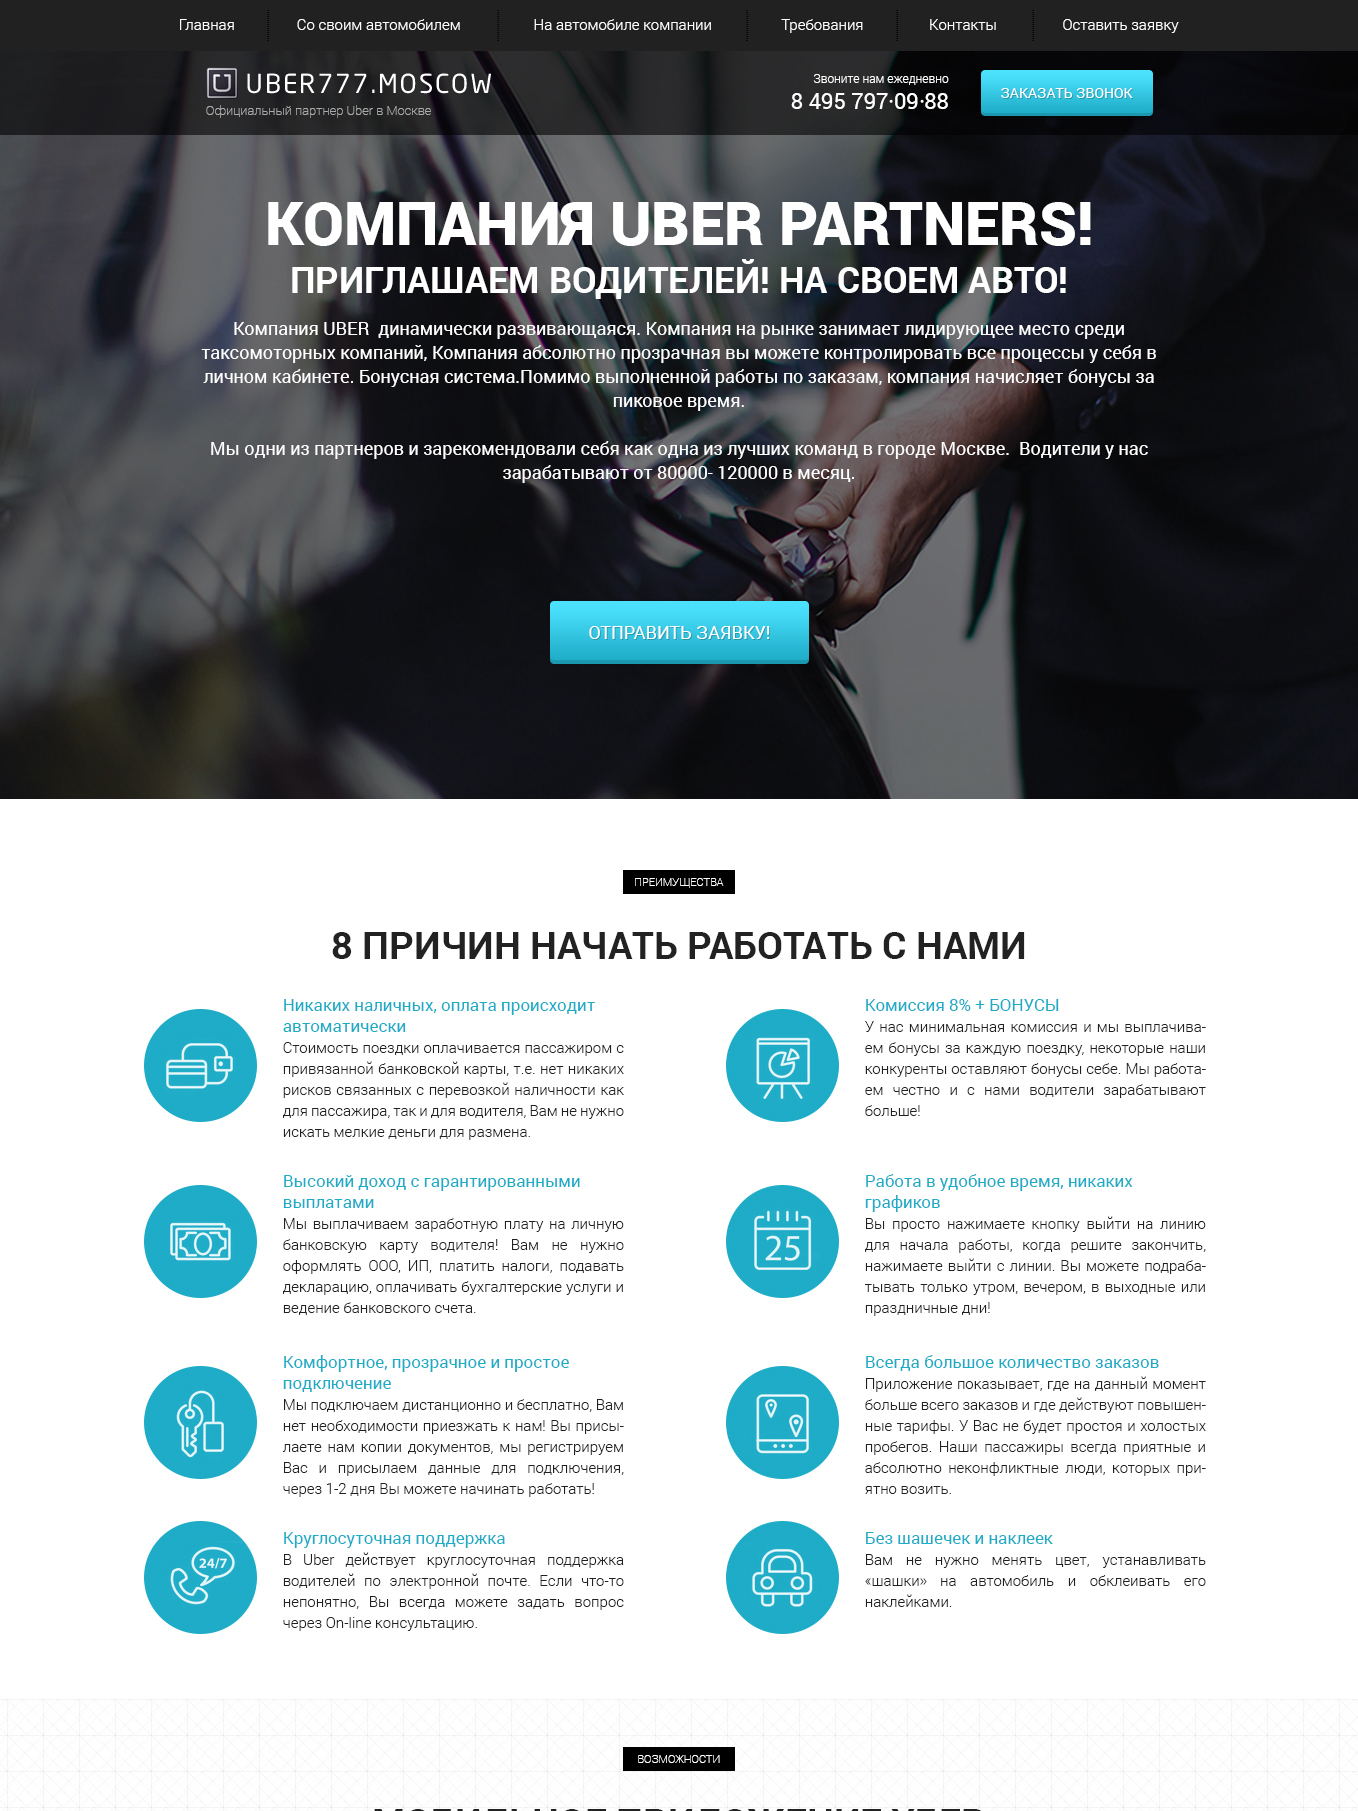 Главная
Со своим автомобилем
На автомобиле компании
Требования
Контакты
Оставить заявку
UBER777.MOSCOW
Официальный партнер Uber в Москве
Звоните нам ежедневно
8 495 797·09·88
ЗАКАЗАТЬ ЗВОНОК
КОМПАНИЯ UBER PARTNERS!
ПРИГЛАШАЕМ ВОДИТЕЛЕЙ! НА СВОЕМ АВТО!
Компания UBER  динамически развивающаяся. Компания на рынке занимает лидирующее место среди
таксомоторных компаний, Компания абсолютно прозрачная вы можете контролировать все процессы у себя в
личном кабинете. Бонусная система.Помимо выполненной работы по заказам, компания начисляет бонусы за
пиковое время.
Мы одни из партнеров и зарекомендовали себя как одна из лучших команд в городе Москве.  Водители у нас
зарабатывают от 80000- 120000 в месяц.
ОТПРАВИТЬ ЗАЯВКУ!
ПРЕИМУЩЕСТВА
8 ПРИЧИН НАЧАТЬ РАБОТАТЬ С НАМИ
Никаких наличных, оплата происходит
автоматически
Стоимость поездки оплачивается пассажиром с
привязанной банковской карты, т.е. нет никаких
рисков связанных с перевозкой наличности как
для пассажира, так и для водителя, Вам не нужно
искать мелкие деньги для размена.
Комиссия 8% + БОНУСЫ
У нас минимальная комиссия и мы выплачива-
ем бонусы за каждую поездку, некоторые наши
конкуренты оставляют бонусы себе. Мы работа-
ем честно и с нами водители зарабатывают
больше!
Высокий доход с гарантированными
выплатами
Мы выплачиваем заработную плату на личную
банковскую карту водителя! Вам не нужно
оформлять ООО, ИП, платить налоги, подавать
декларацию, оплачивать бухгалтерские услуги и
ведение банковского счета.
25
Работа в удобное время, никаких
графиков
Вы просто нажимаете кнопку выйти на линию
для начала работы, когда решите закончить,
нажимаете выйти с линии. Вы можете подраба-
тывать только утром, вечером, в выходные или
праздничные дни!
Комфортное, прозрачное и простое
подключение
Мы подключаем дистанционно и бесплатно, Вам
нет необходимости приезжать к нам! Вы присы-
лаете нам копии документов, мы регистрируем
Вас и присылаем данные для подключения,
через 1-2 дня Вы можете начинать работать!
Всегда большое количество заказов
Приложение показывает, где на данный момент
больше всего заказов и где действуют повышен-
ные тарифы. У Вас не будет простоя и холостых
пробегов. Наши пассажиры всегда приятные и
абсолютно неконфликтные люди, которых при-
ятно возить.
24/7
Круглосуточная поддержка
В Uber действует круглосуточная поддержка
водителей по электронной почте. Если что-то
непонятно, Вы всегда можете задать вопрос
через On-line консультацию.
Без шашечек и наклеек
Вам не нужно менять цвет, устанавливать
«шашки» на автомобиль и обклеивать его
наклейками.
ВОЗМОЖНОСТИ